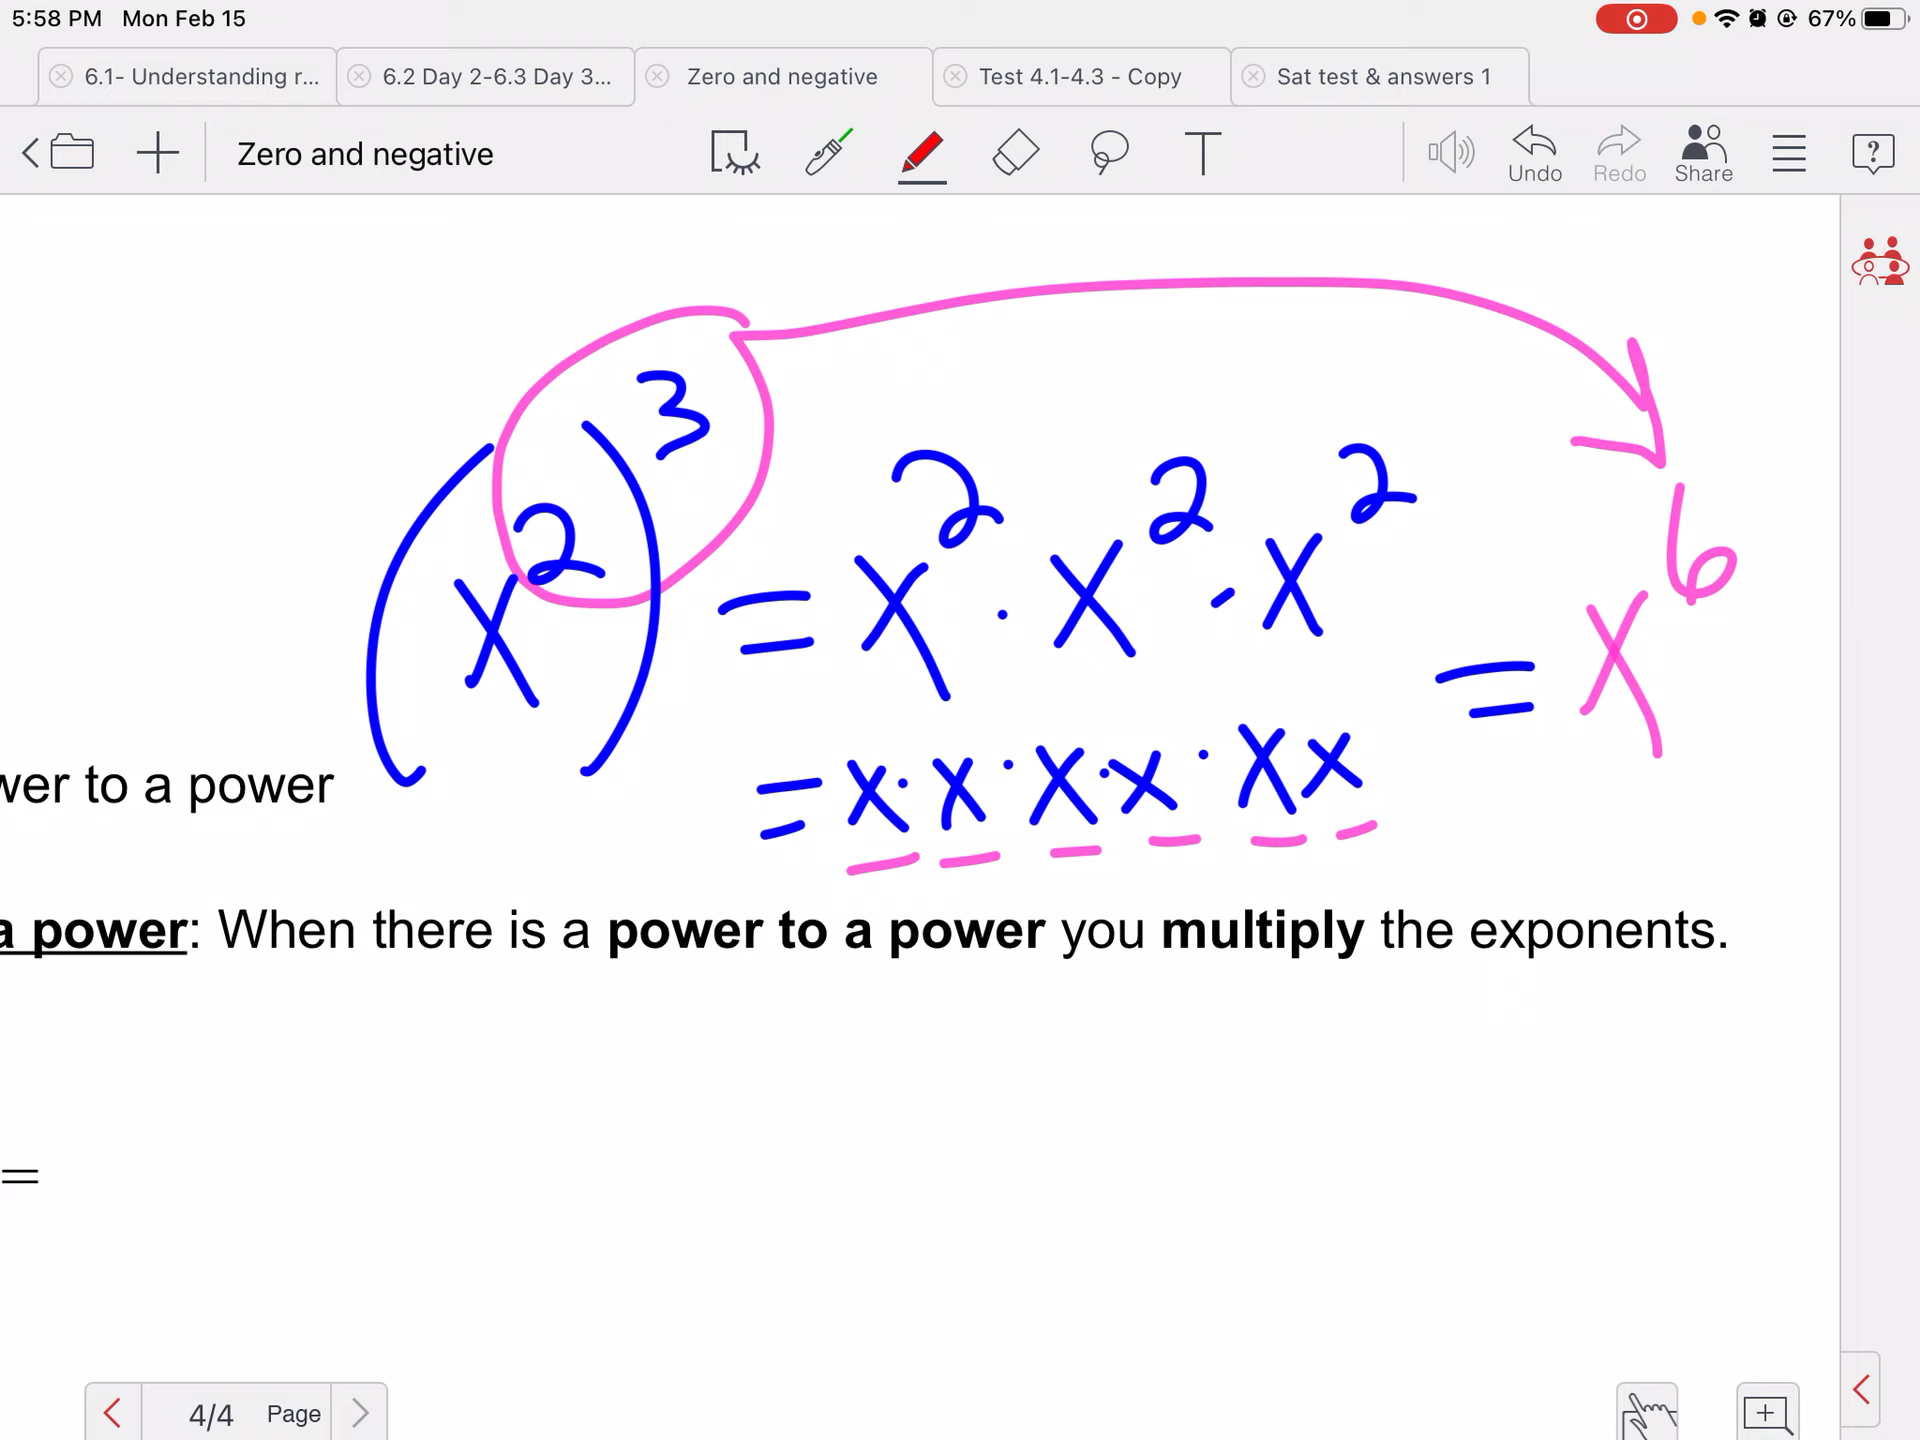 5:58 PM Mon Feb 15 67%
6.1- Understanding r... 6.2 Day 2-6.3 Day 3... Zero and negative Test 4.1-4.3 - Copy Sat test & answers 1
Zero and negative T Undo Redo Share ?
(x²)³ = x² · x² · x² = x⁶
= x · x · x · x · x x
wer to a power
a power: When there is a power to a power you multiply the exponents.
=
4/4 Page